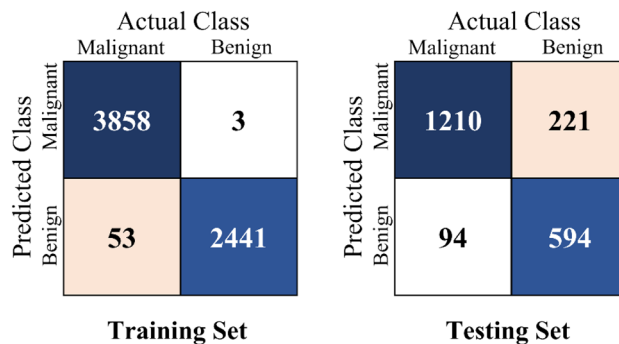 Actual Class
Malignant Benign
Predicted Class
Malignant
Benign
3858 3
53 2441
Training Set
Actual Class
Malignant Benign
Predicted Class
Malignant
Benign
1210 221
94 594
Testing Set